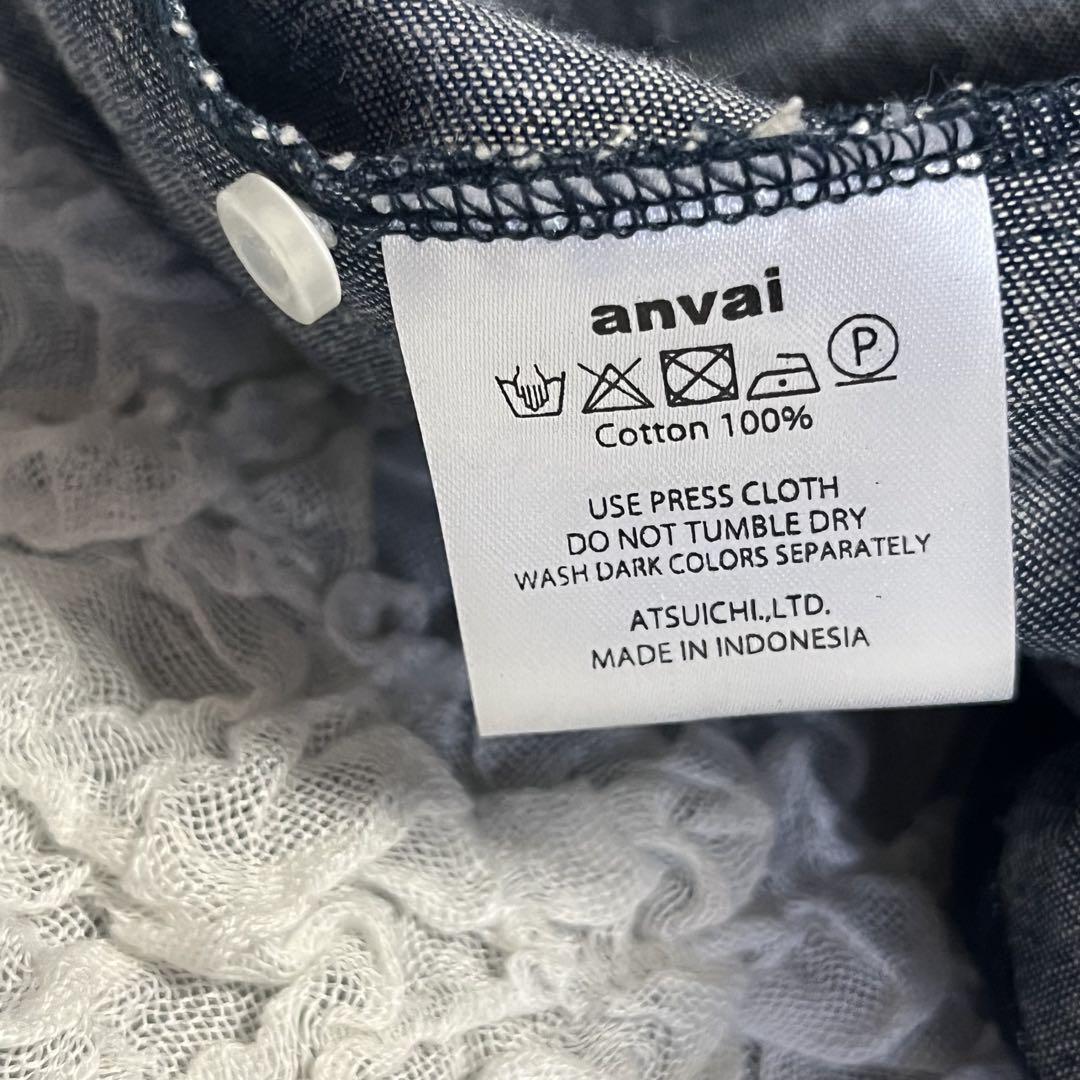 anvai
P
Cotton 100%
USE PRESS CLOTH
DO NOT TUMBLE DRY
WASH DARK COLORS SEPARATELY
ATSUICHI.,LTD.
MADE IN INDONESIA